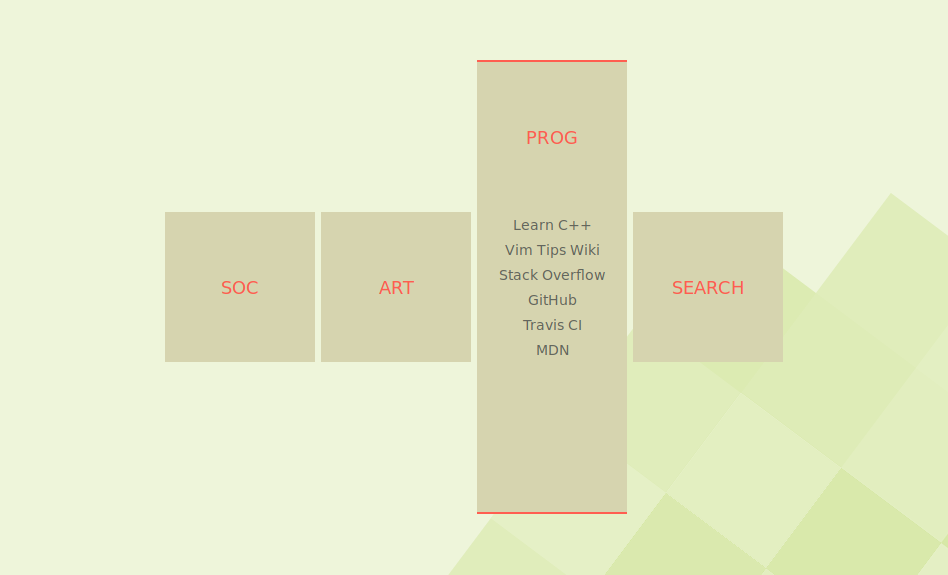 SOC
ART
PROG
Learn C++
Vim Tips Wiki
Stack Overflow
GitHub
Travis CI
MDN
SEARCH